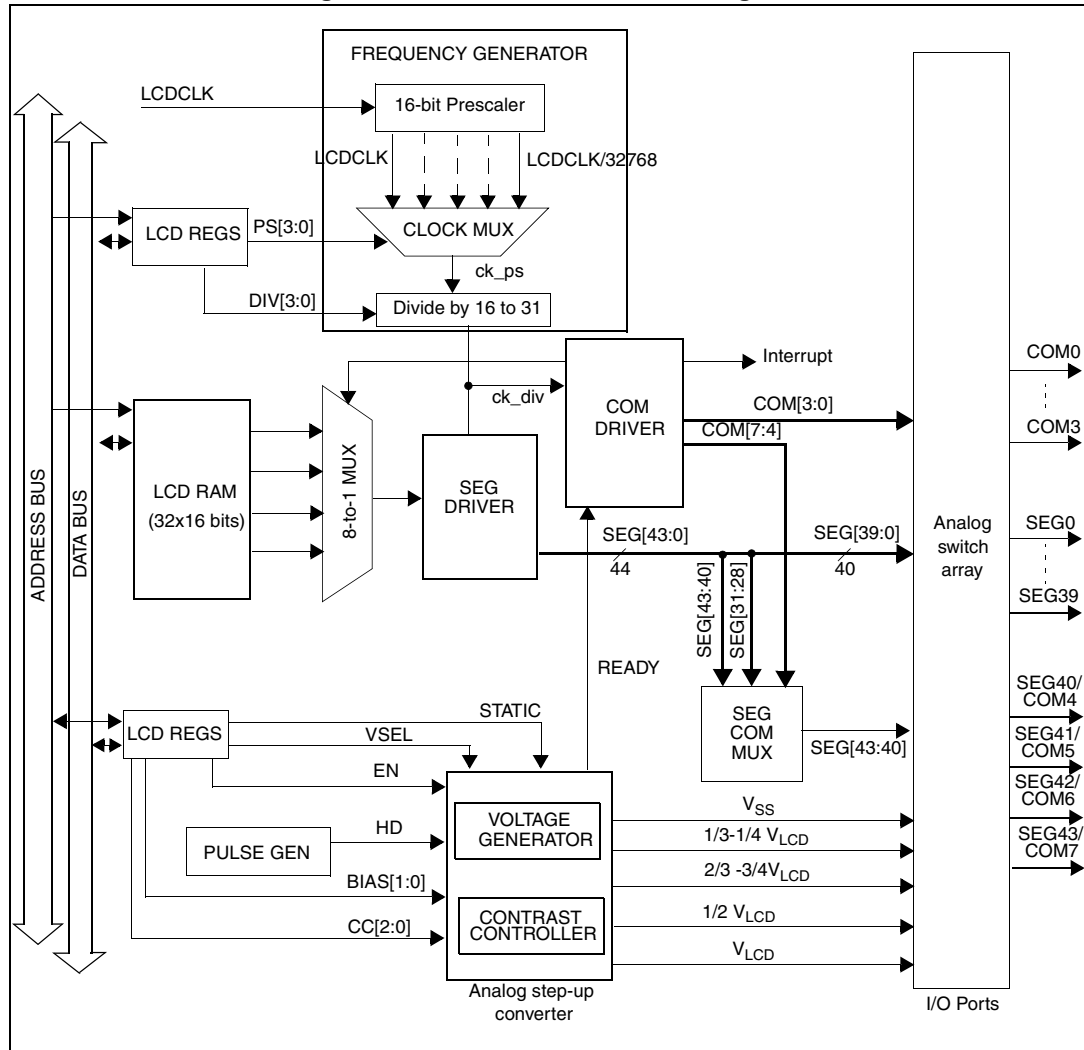 FREQUENCY GENERATOR
LCDCLK
16-bit Prescaler
LCDCLK
LCDCLK/32768
LCD REGS
PS[3:0]
CLOCK MUX
ck_ps
DIV[3:0]
Divide by 16 to 31
Interrupt
COM0
ck_div
COM
DRIVER
COM[3:0]
COM[7:4]
COM3
ADDRESS BUS
DATA BUS
LCD RAM
(32x16 bits)
8-to-1 MUX
SEG
DRIVER
SEG[43:0]
44
SEG[39:0]
40
Analog
switch
array
SEG0
SEG39
SEG[43:40]
SEG[31:28]
READY
SEG
COM
MUX
SEG[43:40]
SEG40/
COM4
SEG41/
COM5
SEG42/
COM6
SEG43/
COM7
LCD REGS
STATIC
VSEL
EN
PULSE GEN
HD
BIAS[1:0]
CC[2:0]
VOLTAGE
GENERATOR
CONTRAST
CONTROLLER
VSS
1/3-1/4 VLCD
2/3 -3/4VLCD
1/2 VLCD
VLCD
Analog step-up
converter
I/O Ports